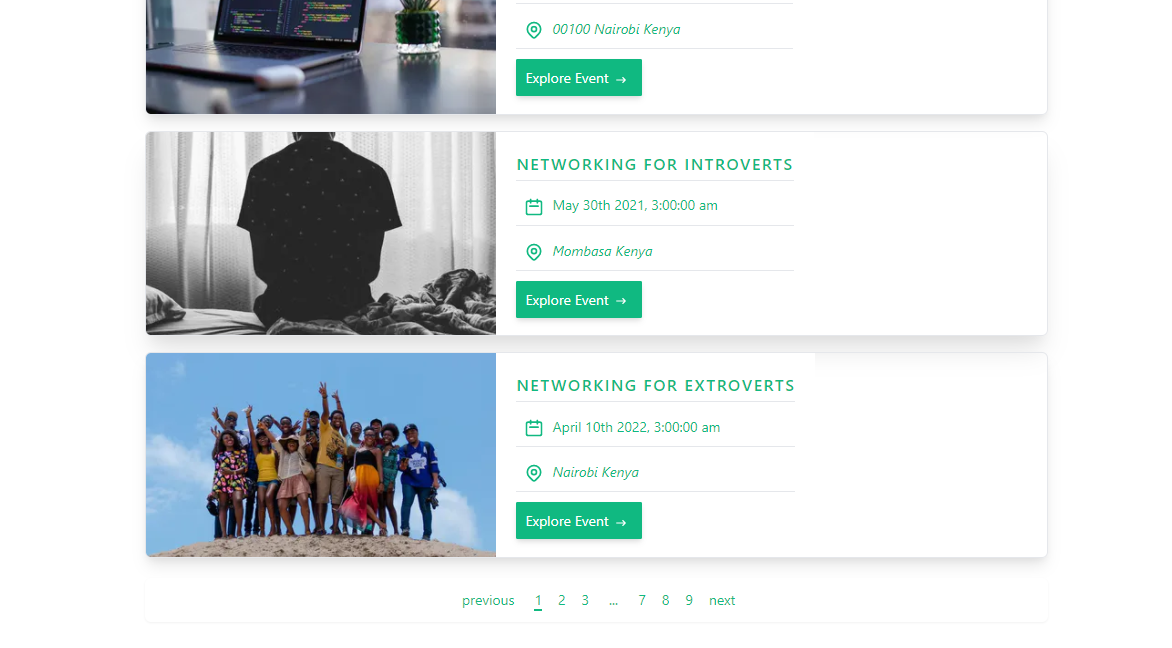 00100 Nairobi Kenya
Explore Event →
NETWORKING FOR INTROVERTS
May 30th 2021, 3:00:00 am
Mombasa Kenya
Explore Event →
NETWORKING FOR EXTROVERTS
April 10th 2022, 3:00:00 am
Nairobi Kenya
Explore Event →
previous 1 2 3 ... 7 8 9 next